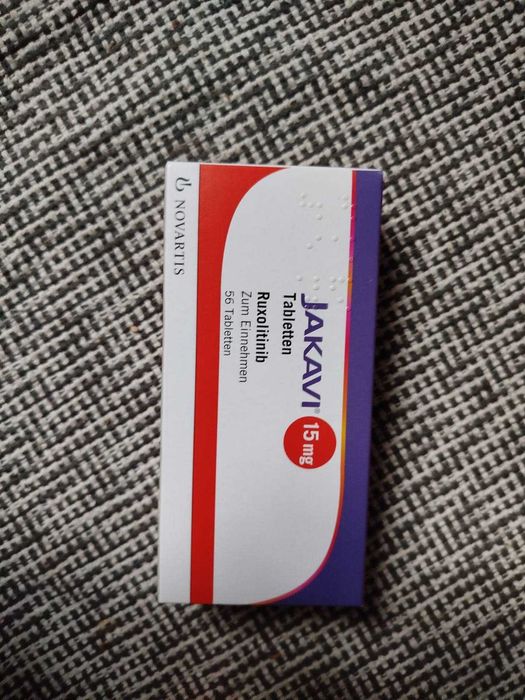 JAKAVI® 15 mg
Tabletten
Ruxolitinib
Zum Einnehmen
56 Tabletten
NOVARTIS